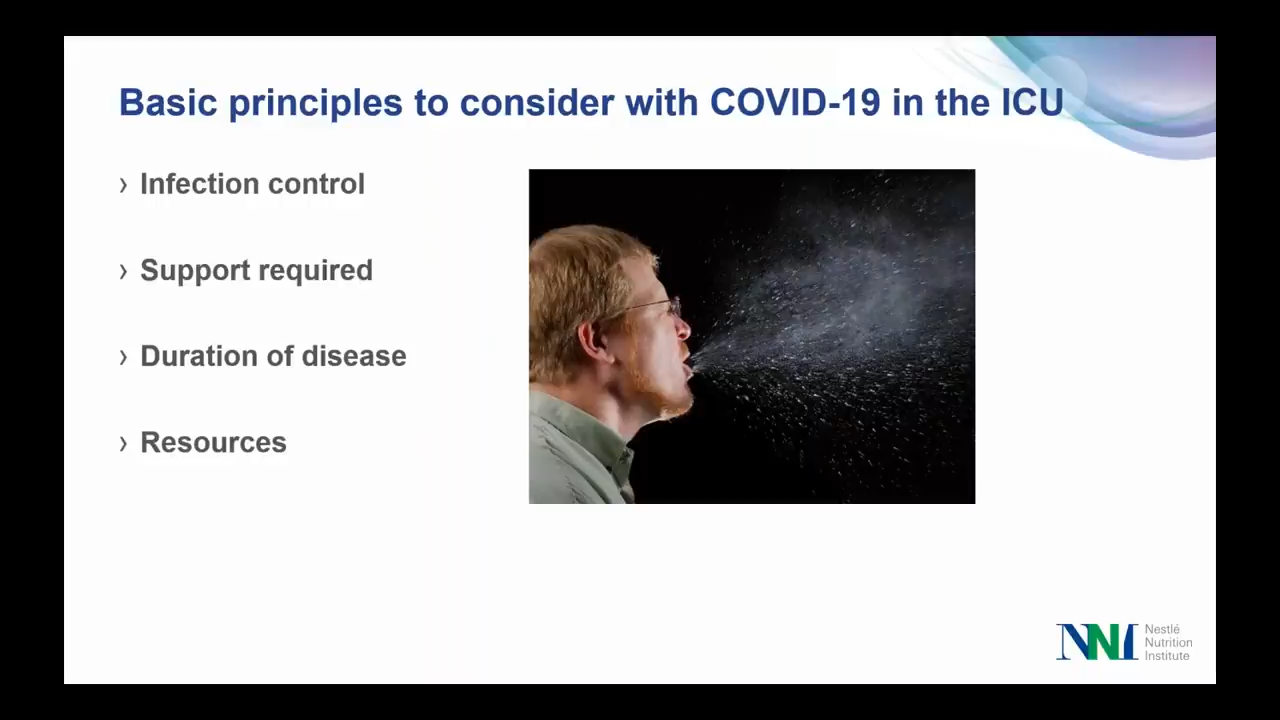 Basic principles to consider with COVID-19 in the ICU
› Infection control
› Support required
› Duration of disease
› Resources
NNI
Nestlé
Nutrition
Institute